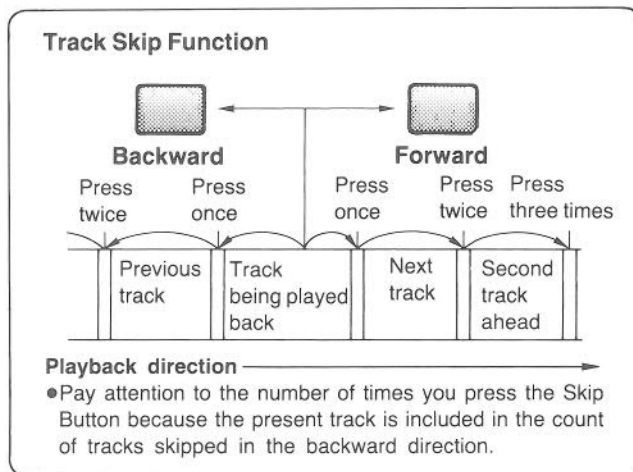 Track Skip Function
Backward
Forward
Press twice
Press once
Press once
Press twice
Press three times
Previous track
Track being played back
Next track
Second track ahead
Playback direction
●Pay attention to the number of times you press the Skip
Button because the present track is included in the count
of tracks skipped in the backward direction.